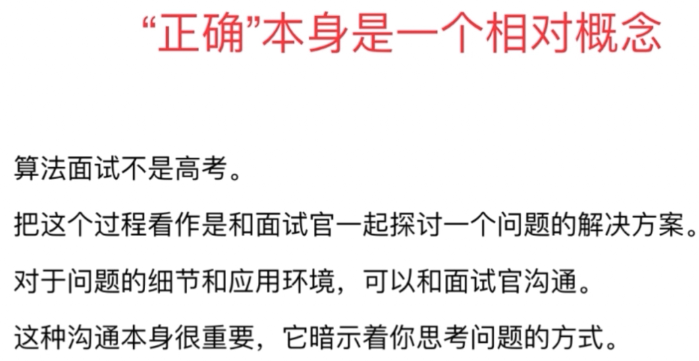 “正确”本身是一个相对概念
算法面试不是高考。
把这个过程看作是和面试官一起探讨一个问题的解决方案。
对于问题的细节和应用环境，可以和面试官沟通。
这种沟通本身很重要，它暗示着你思考问题的方式。